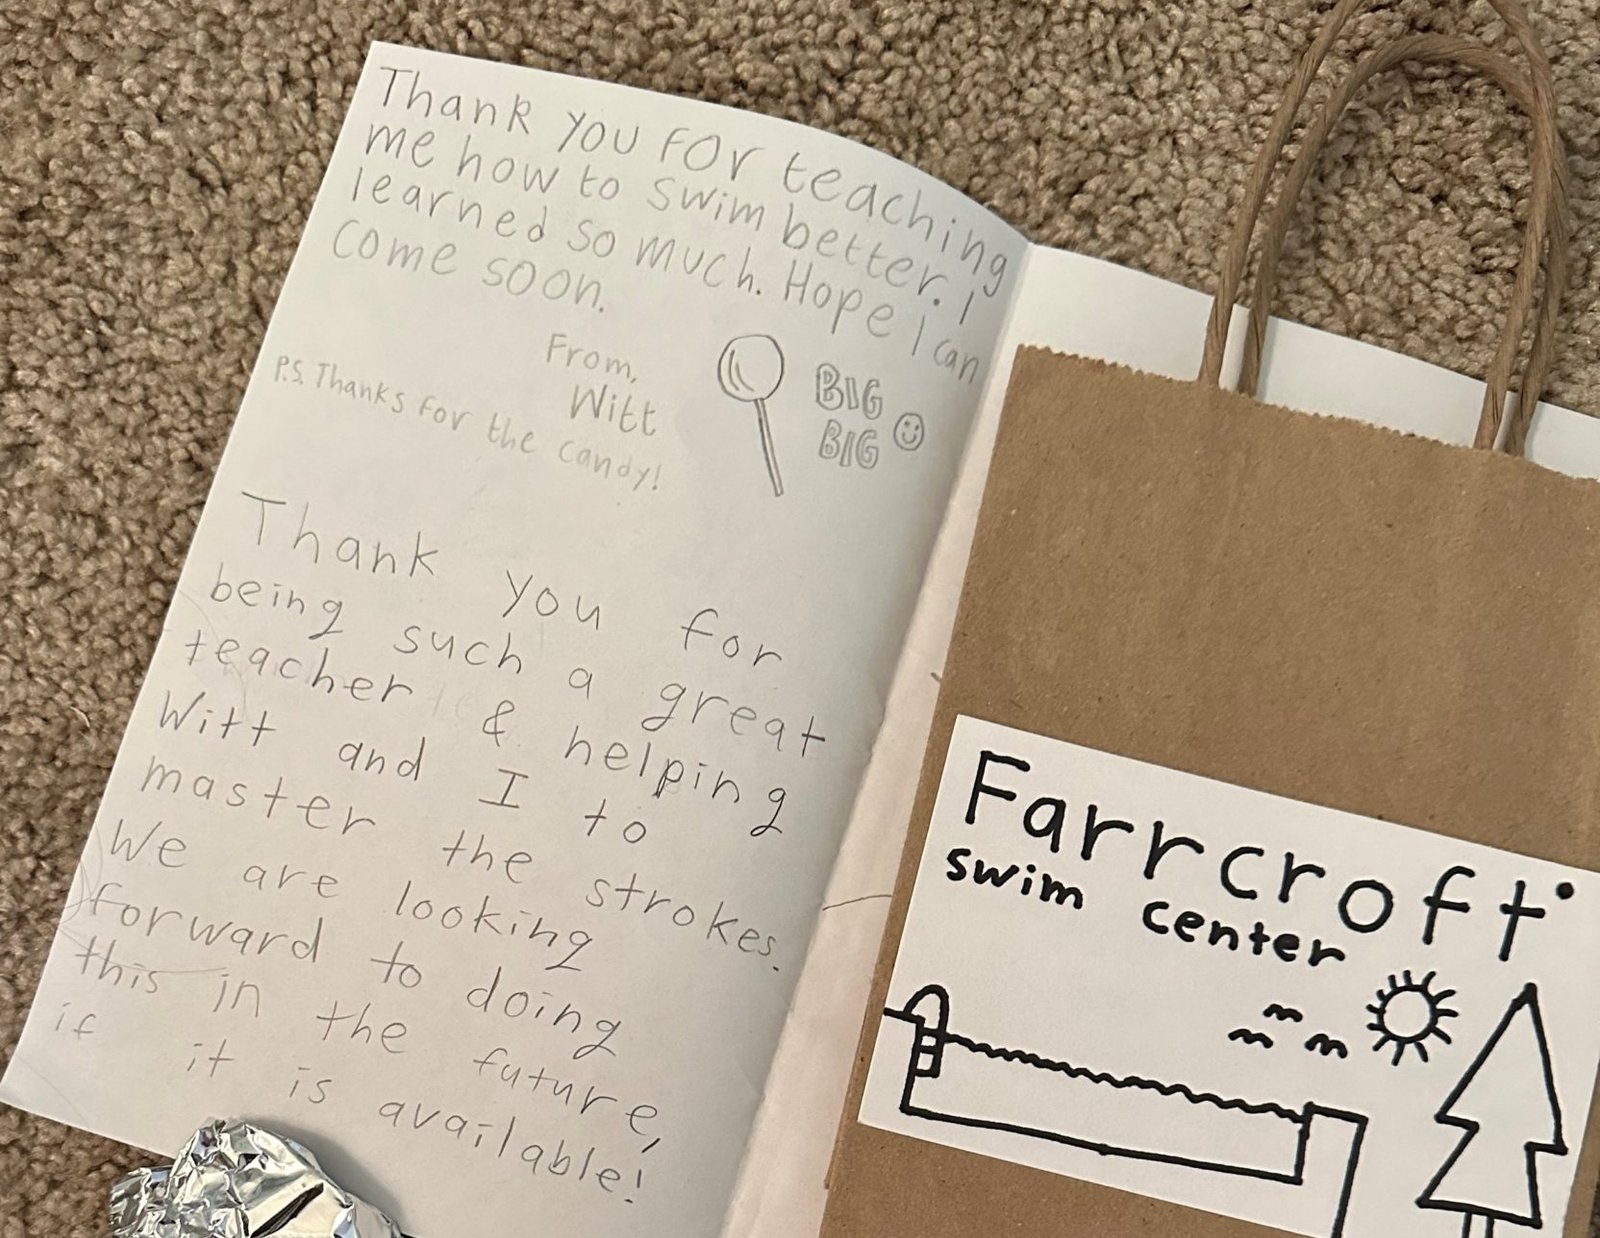 Thank you for teaching
me how to swim better. I
learned so much. Hope I can
come soon.
From,
Witt
P.S. Thanks for the candy!
BIG
BIG
Thank you for
being such a great
teacher & helping
Witt and I to
master the strokes.
We are looking
forward to doing
this in the future,
if it is available!
Farrcroft
swim center